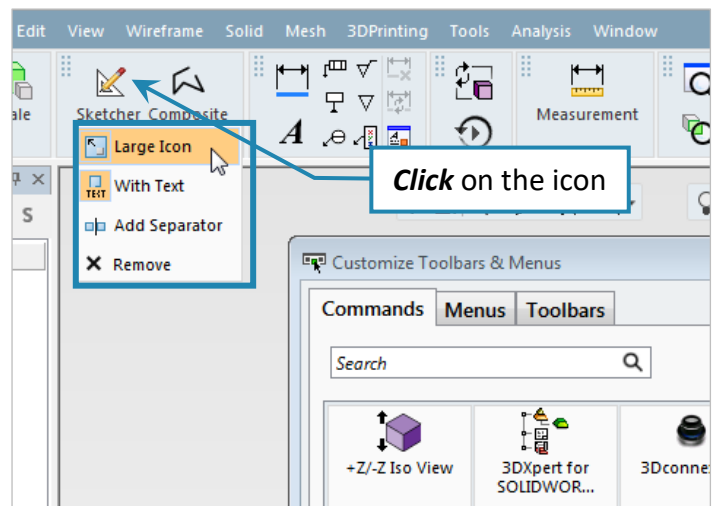 Edit View Wireframe Solid Mesh 3DPrinting Tools Analysis Window
ale Sketcher Composite A Measurement
Large Icon
Click on the icon
TEXT With Text
S
Add Separator
Remove
Customize Toolbars & Menus
Commands Menus Toolbars
Search
+Z/-Z Iso View 3DXpert for 3Dconne
SOLIDWOR...